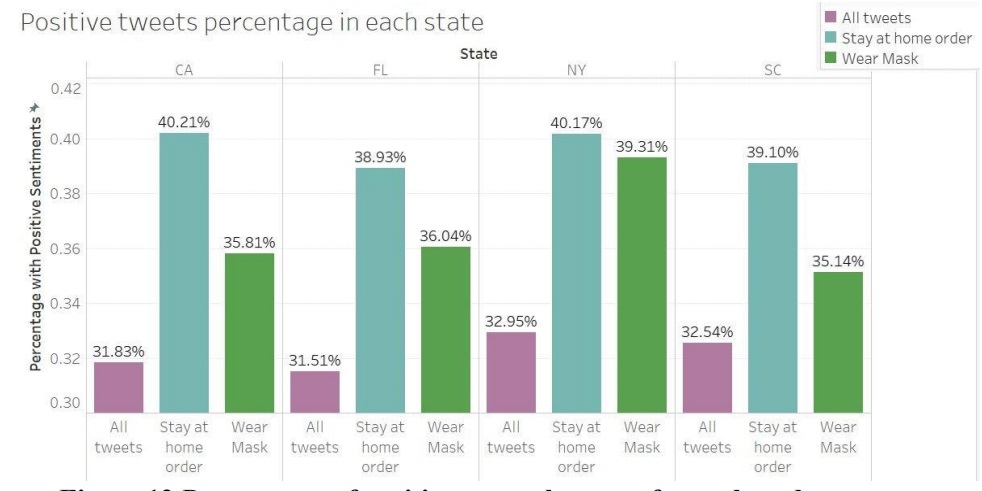 Positive tweets percentage in each state
All tweets
Stay at home order
Wear Mask
State
CA FL NY SC
Percentage with Positive Sentiments
0.42
0.40
0.38
0.36
0.34
0.32
0.30
31.83% 40.21% 35.81% 31.51% 38.93% 36.04% 32.95% 40.17% 39.31% 32.54% 39.10% 35.14%
All Stay at Wear All Stay at Wear All Stay at Wear All Stay at Wear
tweets home Mask tweets home Mask tweets home Mask tweets home Mask
order order order order